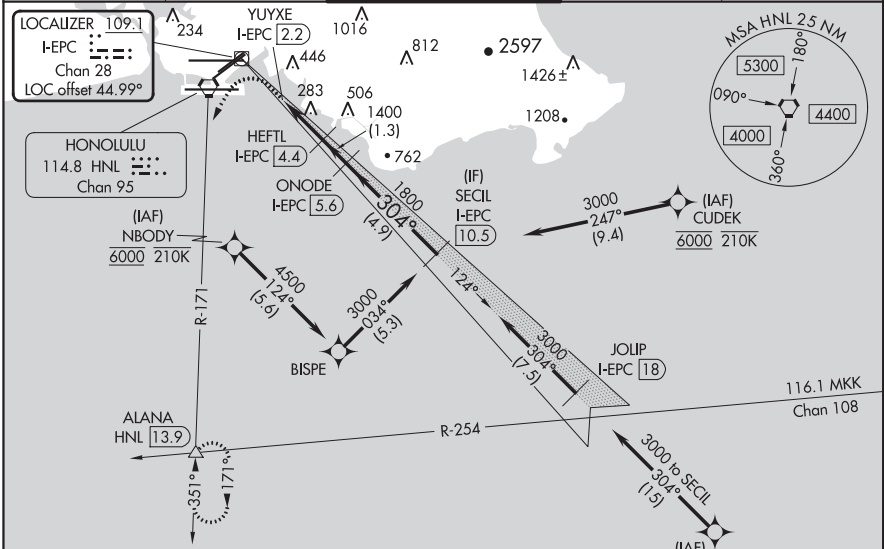 LOCALIZER 109.1
I-EPC
Chan 28
LOC offset 44.99°
234
YUYXE
I-EPC 2.2
1016
446
812
2597
1426±
1208
283
506
1400
(1.3)
762
HONOLULU
114.8 HNL
Chan 95
HEFTL
I-EPC 4.4
ONODE
I-EPC 5.6
MSA HNL 25 NM
5300
180°
090°
4400
4000
360°
(IF)
SECIL
I-EPC
10.5
1800
304°
(4.9)
3000
247°
(9.4)
(IAF)
CUDEK
6000 210K
(IAF)
NBODY
6000 210K
R-171
4500
124°
(5.6)
3000
034°
(5.3)
BISPE
124°
3000
304°
(7.5)
JOLIP
I-EPC 18
116.1 MKK
Chan 108
R-254
ALANA
HNL 13.9
351°
171°
3000 to SECIL
304°
(15)
(IAF)